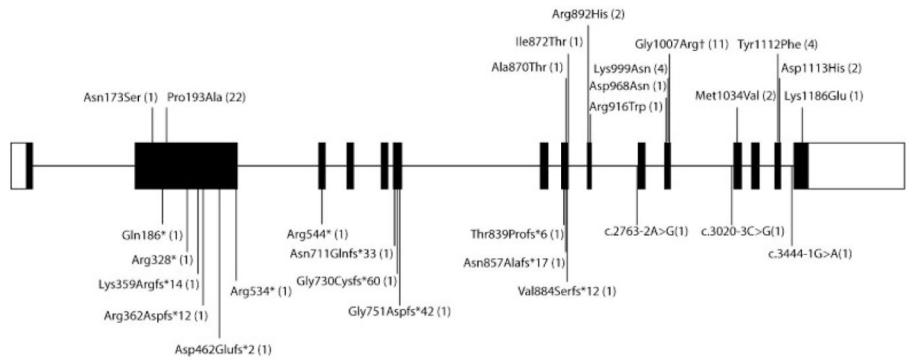 Arg892His (2)
Ile872Thr (1)
Gly1007Arg† (11)
Tyr1112Phe (4)
Ala870Thr (1)
Lys999Asn (4)
Asp1113His (2)
Asp968Asn (1)
Asn173Ser (1)
Pro193Ala (22)
Arg916Trp (1)
Met1034Val (2)
Lys1186Glu (1)
Gln186* (1)
Arg544* (1)
Thr839Profs*6 (1)
c.2763-2A>G(1)
c.3020-3C>G(1)
Arg328* (1)
Asn711Glnfs*33 (1)
c.3444-1G>A(1)
Asn857Alafs*17 (1)
Lys359Argfs*14 (1)
Arg534* (1)
Gly730Cysfs*60 (1)
Val884Serfs*12 (1)
Arg362Aspfs*12 (1)
Gly751Aspfs*42 (1)
Asp462Glufs*2 (1)